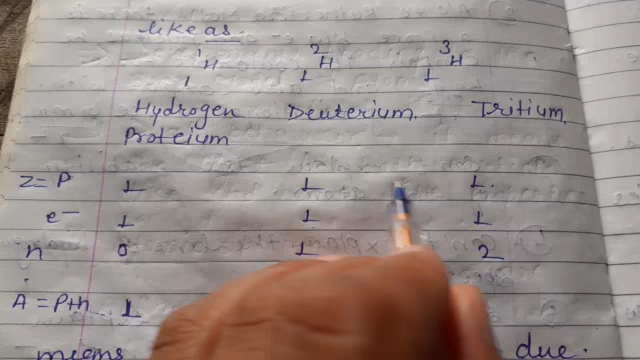 like as
¹₁H ²₁H ³₁H
Hydrogen Deuterium. Tritium.
Proteium
Z=P 1 1 1.
e⁻ 1 1 1
n 0 1 2
A=P+n 1
means due.